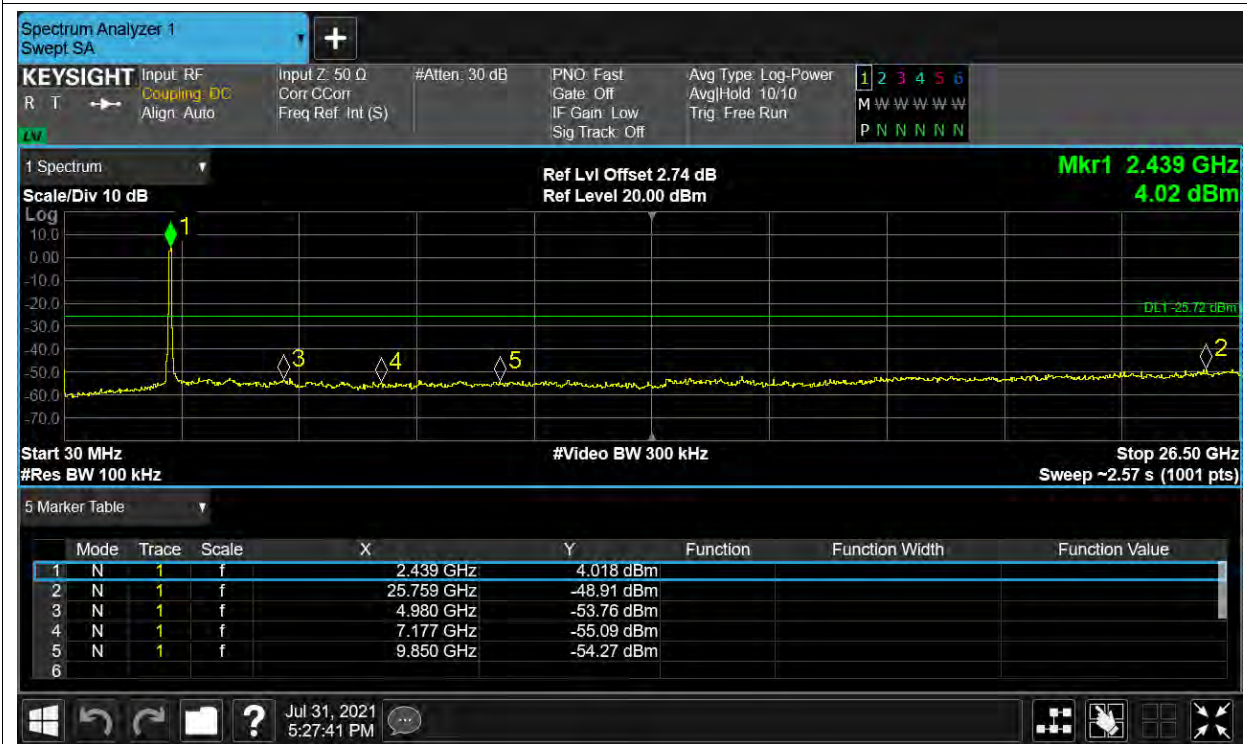 Spectrum Analyzer 1
Swept SA
KEYSIGHT Input: RF Input Z: 50 Ω #Atten: 30 dB PNO: Fast Avg Type: Log-Power 1 2 3 4 5 6
R T Coupling: DC Corr CCorr Gate: Off Avg|Hold: 10/10 M W W W W W
Align: Auto Freq Ref: Int (S) IF Gain: Low Trig: Free Run
LV Sig Track: Off P N N N N N
1 Spectrum Ref Lvl Offset 2.74 dB Mkr1 2.439 GHz
Scale/Div 10 dB Ref Level 20.00 dBm 4.02 dBm
Log
1
10.0
0.00
-10.0
-20.0
DL1 -25.72 dBm
-30.0
-40.0
3 4 5 2
-50.0
-60.0
-70.0
Start 30 MHz #Video BW 300 kHz Stop 26.50 GHz
#Res BW 100 kHz Sweep ~2.57 s (1001 pts)
5 Marker Table
Mode Trace Scale X Y Function Function Width Function Value
1 N 1 f 2.439 GHz 4.018 dBm
2 N 1 f 25.759 GHz -48.91 dBm
3 N 1 f 4.980 GHz -53.76 dBm
4 N 1 f 7.177 GHz -55.09 dBm
5 N 1 f 9.850 GHz -54.27 dBm
6
? Jul 31, 2021
5:27:41 PM